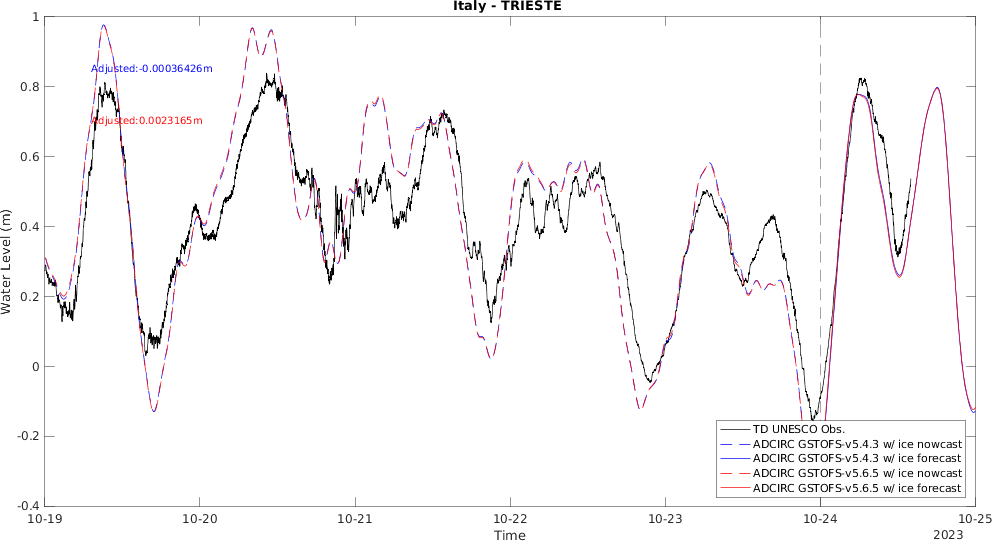 Italy - TRIESTE
Adjusted:-0.00036426m
Adjusted:0.0023165m
Water Level (m)
1
0.8
0.6
0.4
0.2
0
-0.2
-0.4
TD UNESCO Obs.
ADCIRC GSTOFS-v5.4.3 w/ ice nowcast
ADCIRC GSTOFS-v5.4.3 w/ ice forecast
ADCIRC GSTOFS-v5.6.5 w/ ice nowcast
ADCIRC GSTOFS-v5.6.5 w/ ice forecast
10-19 10-20 10-21 10-22 10-23 10-24 10-25
Time
2023